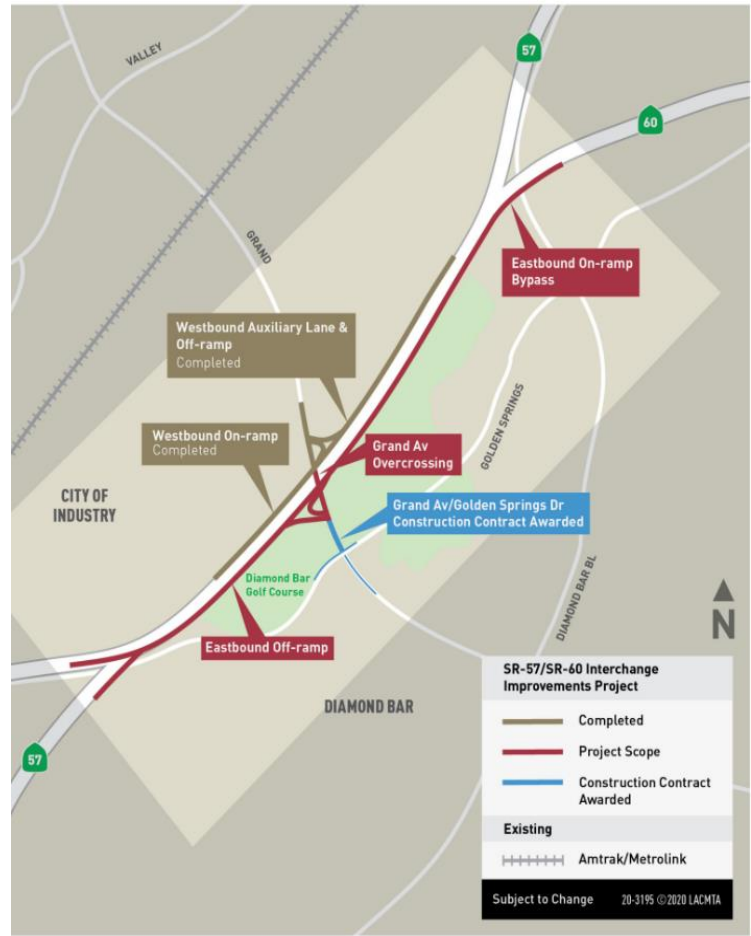 57
VALLEY
60
GRAND
Eastbound On-ramp
Bypass
Westbound Auxiliary Lane &
Off-ramp
Completed
Westbound On-ramp
Completed
Grand Av
Overcrossing
GOLDEN SPRINGS
CITY OF
INDUSTRY
Grand Av/Golden Springs Dr
Construction Contract Awarded
Diamond Bar
Golf Course
DIAMOND BAR BL
Eastbound Off-ramp
N
DIAMOND BAR
57
SR-57/SR-60 Interchange
Improvements Project
Completed
Project Scope
Construction Contract
Awarded
Existing
Amtrak/Metrolink
Subject to Change 20-3195 ©2020 LACMTA